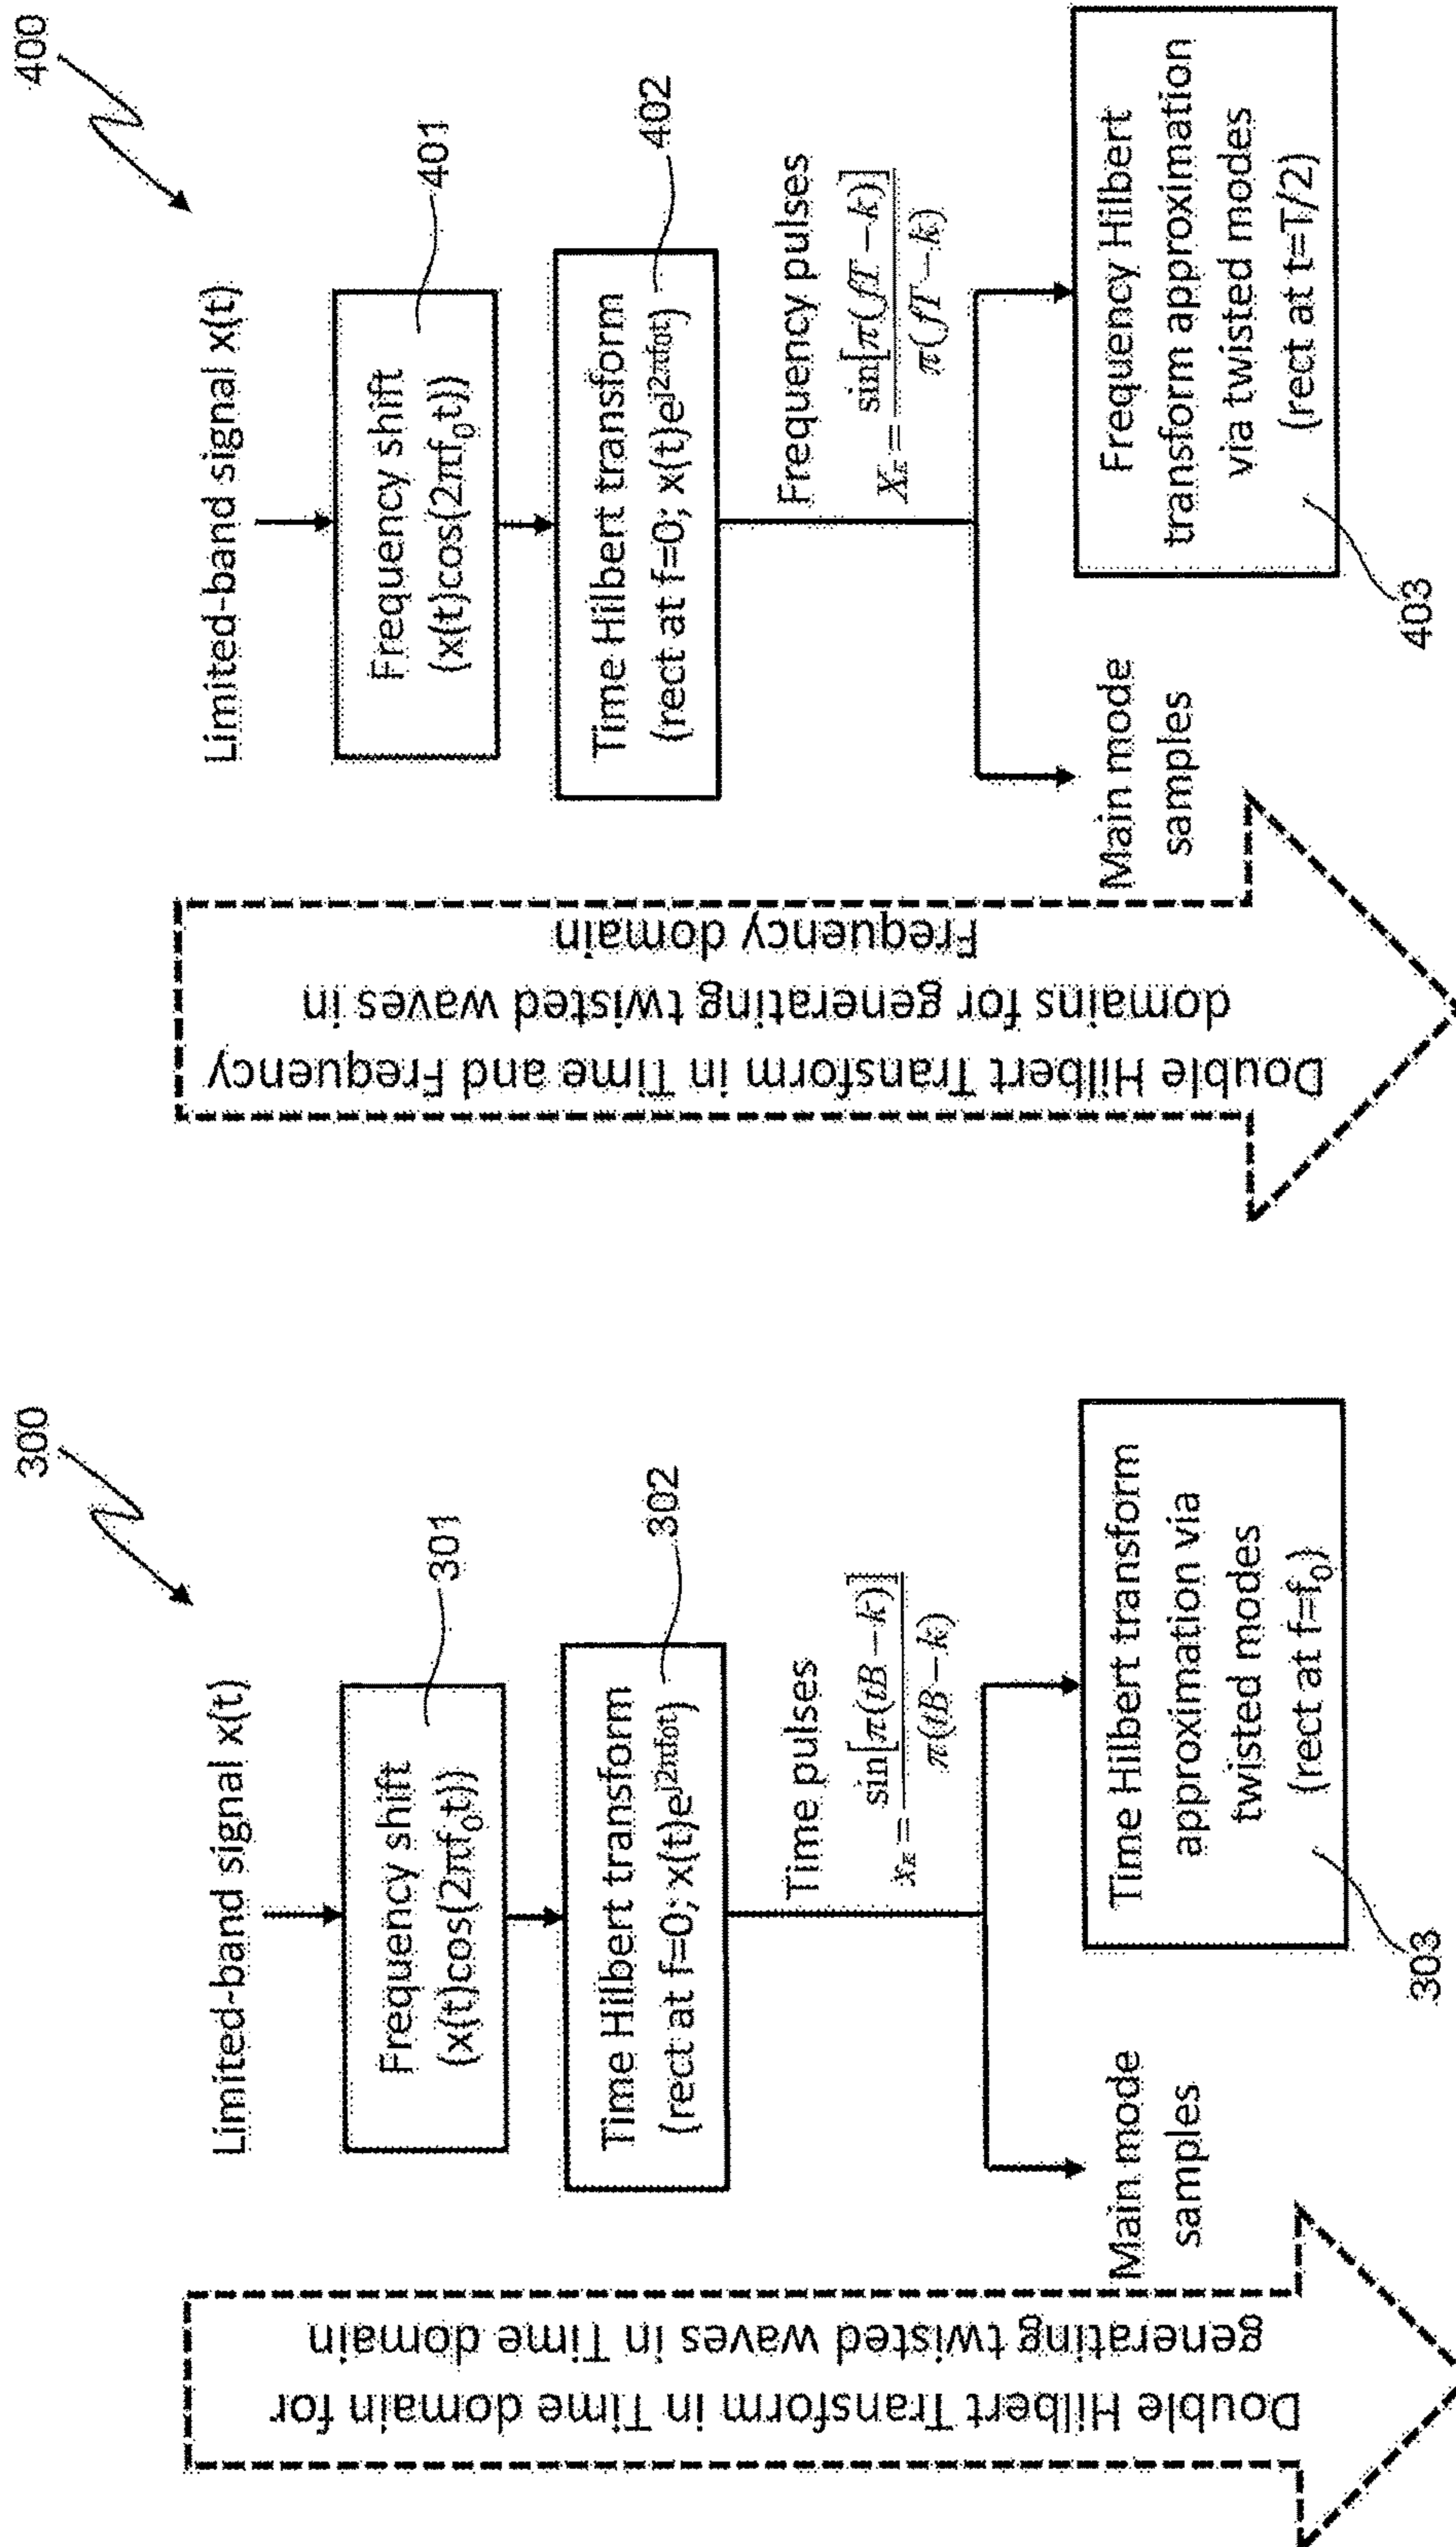 300
Limited-band signal x(t)
Frequency shift
(x(t)cos(2πf₀t))
301
Time Hilbert transform
(rect at f=0; x(t)e^{j2πf₀t})
302
Time pulses
x_K = sin[π(tB−k)] / π(tB−k)
Main mode
samples
Time Hilbert transform
approximation via
twisted modes
(rect at f=f₀)
303
Double Hilbert Transform in Time domain for
generating twisted waves in Time domain
400
Limited-band signal x(t)
Frequency shift
(x(t)cos(2πf₀t))
401
Time Hilbert transform
(rect at f=0; x(t)e^{j2πf₀t})
402
Frequency pulses
X_K = sin[π(fT−k)] / π(fT−k)
Main mode
samples
Frequency Hilbert
transform approximation
via twisted modes
(rect at t=T/2)
403
Double Hilbert Transform in Time and Frequency
domains for generating twisted waves in
Frequency domain